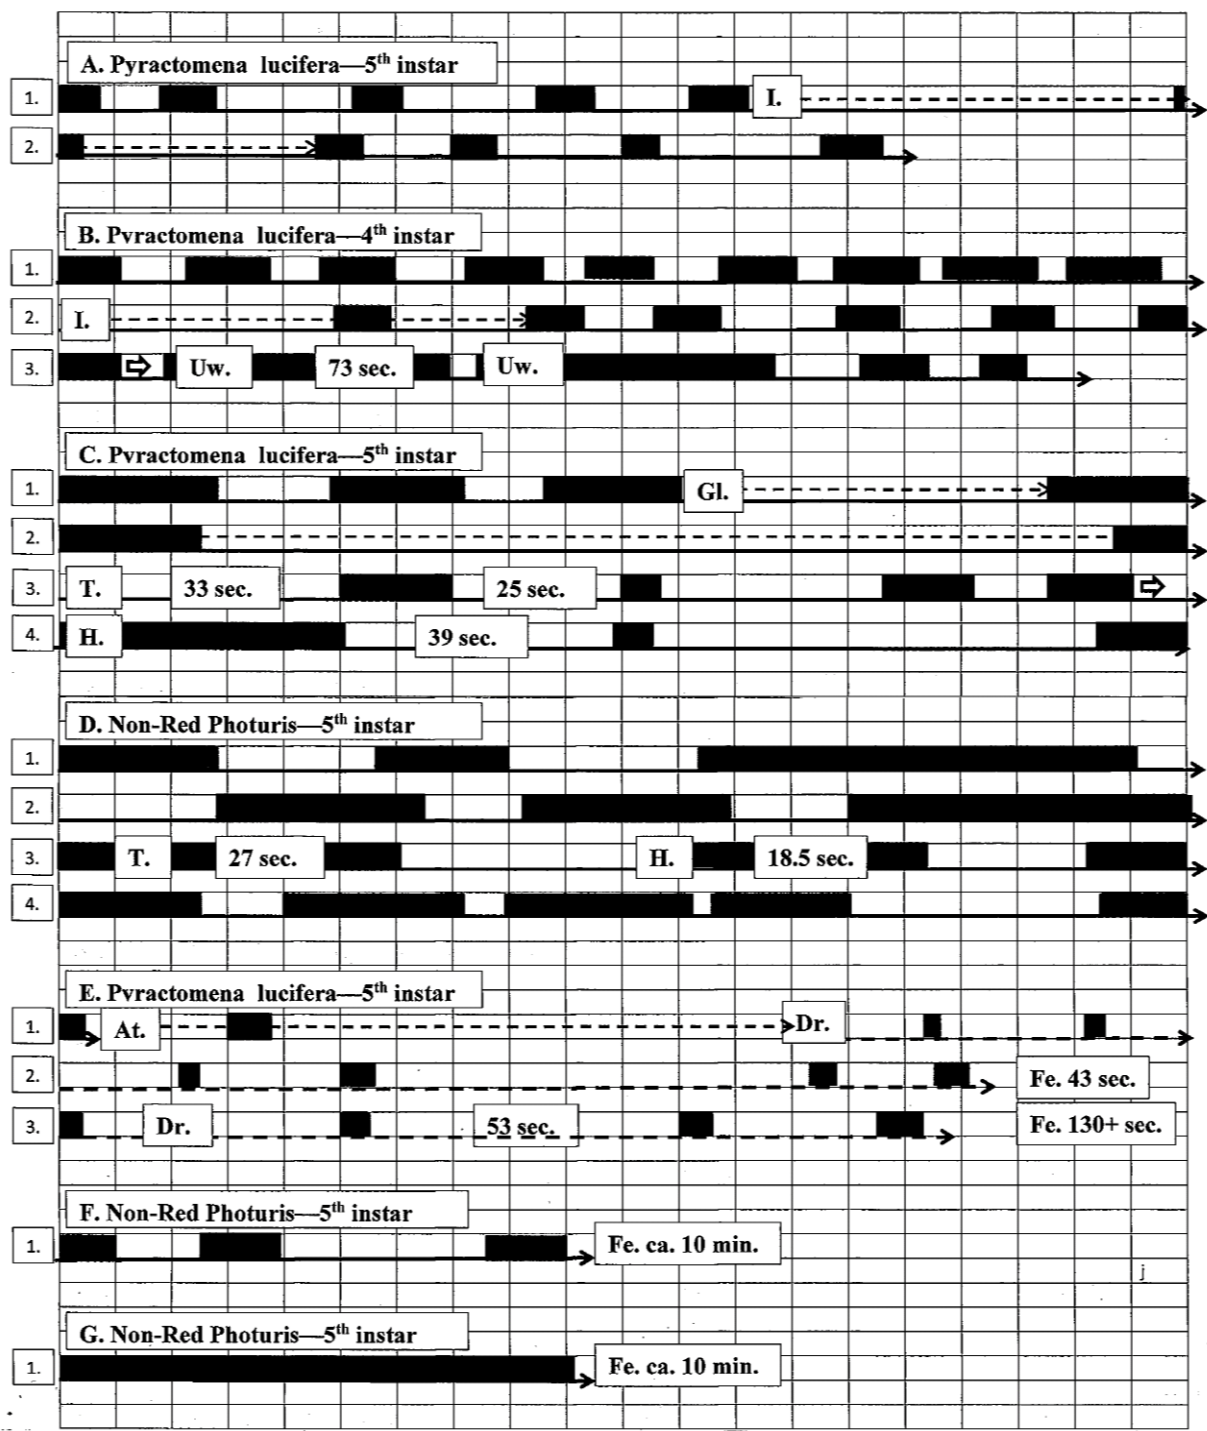 A. Pyractomena lucifera—5th instar
1. I.
2.
B. Pvractomena lucifera—4th instar
1.
2. I.
3. Uw. 73 sec. Uw.
C. Pvractomena lucifera—5th instar
1. Gl.
2.
3. T. 33 sec. 25 sec.
4. H. 39 sec.
D. Non-Red Photuris—5th instar
1.
2.
3. T. 27 sec. H. 18.5 sec.
4.
E. Pvractomena lucifera—5th instar
1. At. Dr.
2. Fe. 43 sec.
3. Dr. 53 sec. Fe. 130+ sec.
F. Non-Red Photuris—5th instar
1. Fe. ca. 10 min.
j
G. Non-Red Photuris—5th instar
1. Fe. ca. 10 min.